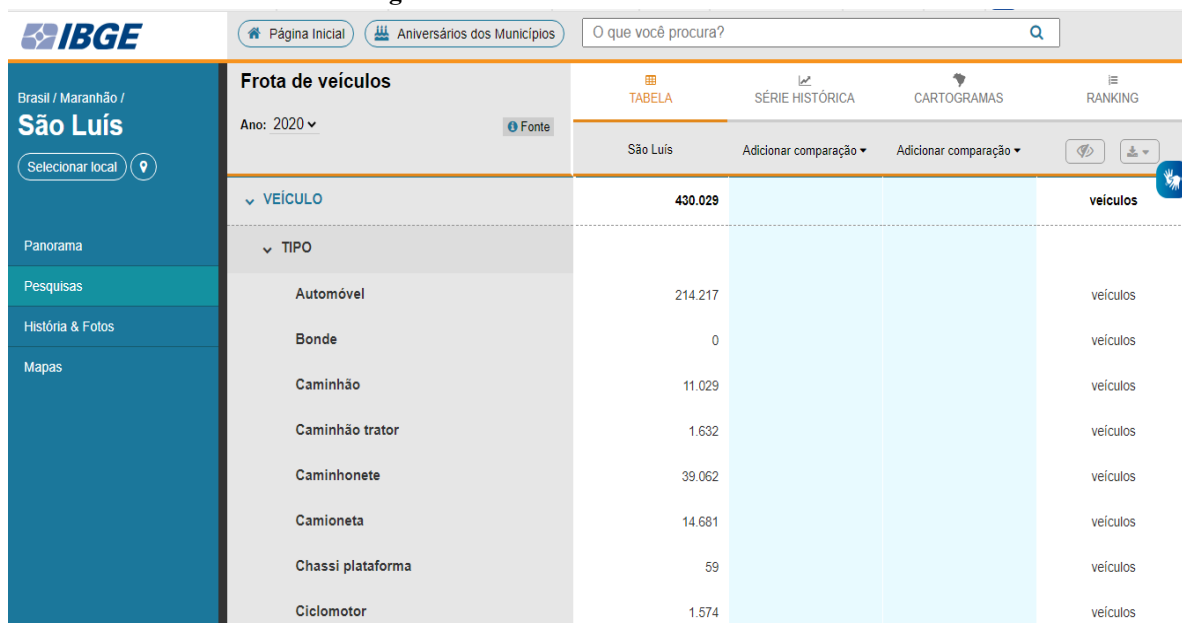 IBGE
Página Inicial
Aniversários dos Municípios
O que você procura?
Brasil / Maranhão /
São Luís
Selecionar local
Panorama
Pesquisas
História & Fotos
Mapas
Frota de veículos
Ano: 2020
Fonte
TABELA
SÉRIE HISTÓRICA
CARTOGRAMAS
RANKING
São Luís Adicionar comparação Adicionar comparação
VEÍCULO 430.029 veículos
TIPO
Automóvel 214.217 veículos
Bonde 0 veículos
Caminhão 11.029 veículos
Caminhão trator 1.632 veículos
Caminhonete 39.062 veículos
Camioneta 14.681 veículos
Chassi plataforma 59 veículos
Ciclomotor 1.574 veículos